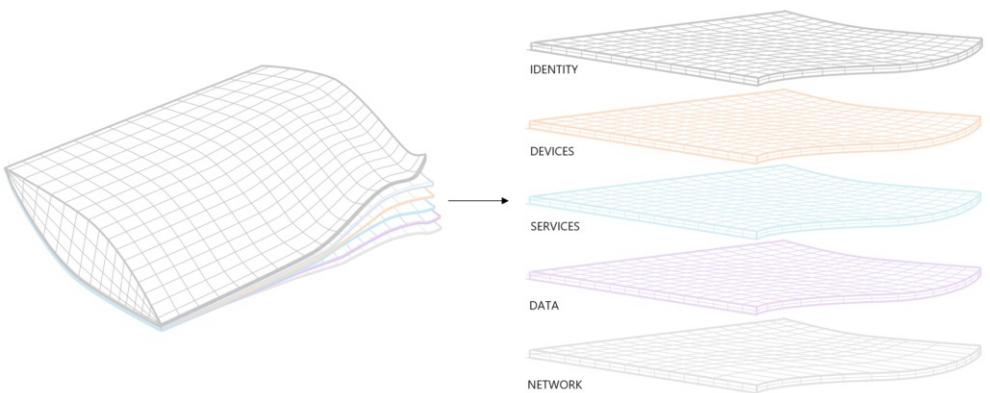 IDENTITY
DEVICES
SERVICES
DATA
NETWORK